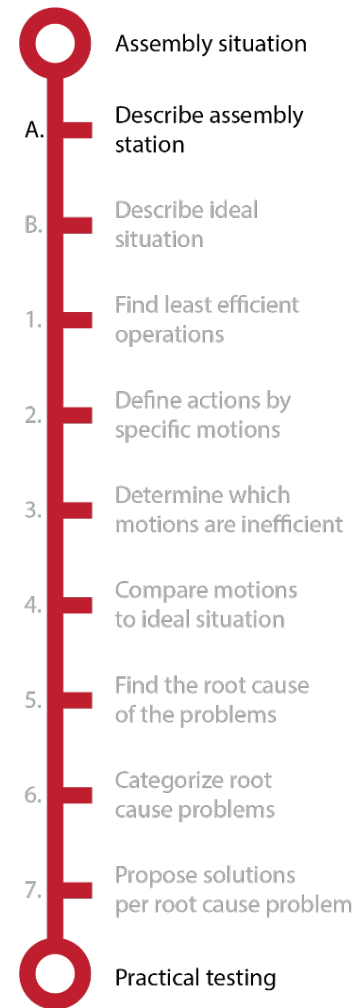 Assembly situation
A. Describe assembly
station
B. Describe ideal
situation
1. Find least efficient
operations
2. Define actions by
specific motions
3. Determine which
motions are inefficient
4. Compare motions
to ideal situation
5. Find the root cause
of the problems
6. Categorize root
cause problems
7. Propose solutions
per root cause problem
Practical testing